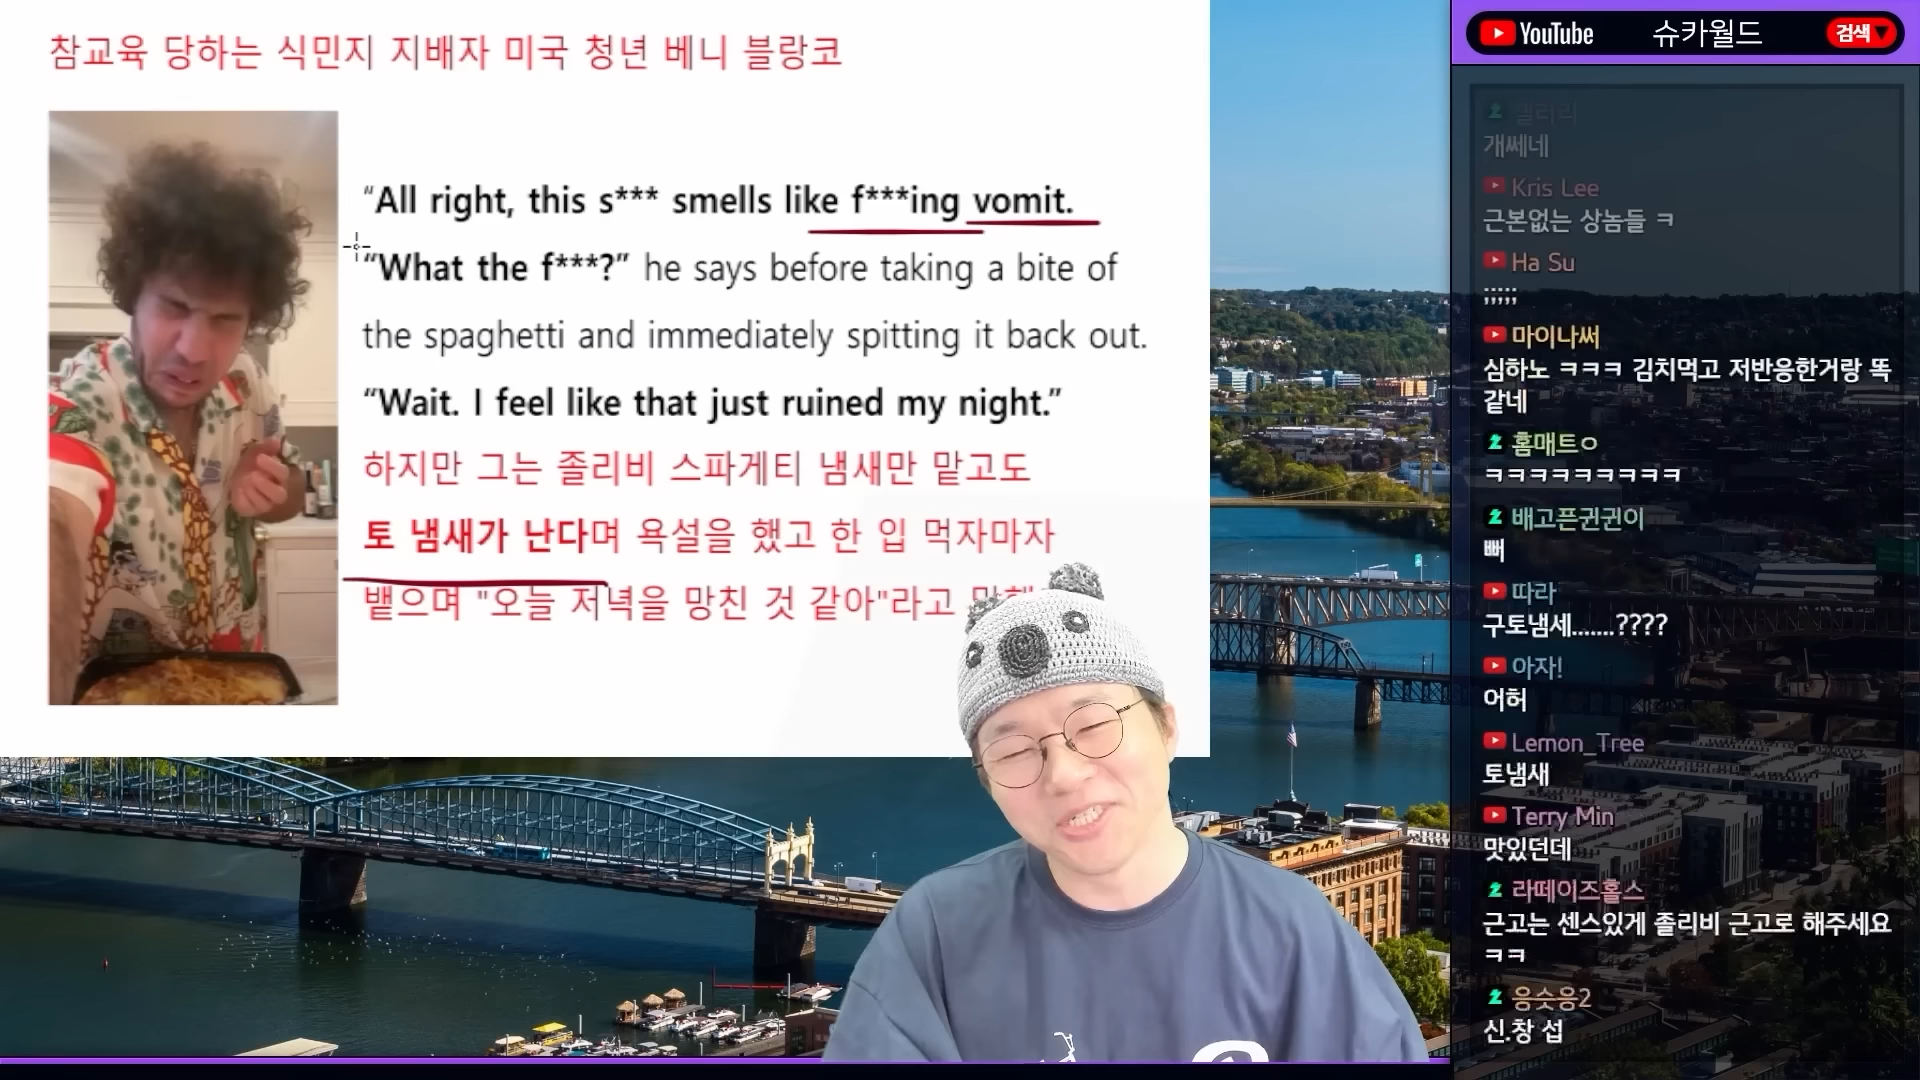 참교육 당하는 식민지 지배자 미국 청년 베니 블랑코
“All right, this s*** smells like f***ing vomit.
“What the f***?” he says before taking a bite of
the spaghetti and immediately spitting it back out.
“Wait. I feel like that just ruined my night.”
하지만 그는 졸리비 스파게티 냄새만 맡고도
토 냄새가 난다며 욕설을 했고 한 입 먹자마자
뱉으며 "오늘 저녁을 망친 것 같아"라고
YouTube 슈카월드 검색
개쎄네
Kris Lee
근본없는 상놈들 ㅋ
Ha Su
;;;;;
마이나써
심하노 ㅋㅋㅋ 김치먹고 저반응한거랑 똑
같네
홈매트ㅇ
ㅋㅋㅋㅋㅋㅋㅋㅋㅋ
배고픈귄귄이
뻐
따라
구토냄세.......????
아자!
어허
Lemon_Tree
토냄새
Terry Min
맛있던데
라떼이즈홀스
근고는 센스있게 졸리비 근고로 해주세요
ㅋㅋ
응슷응2
신.창 섭